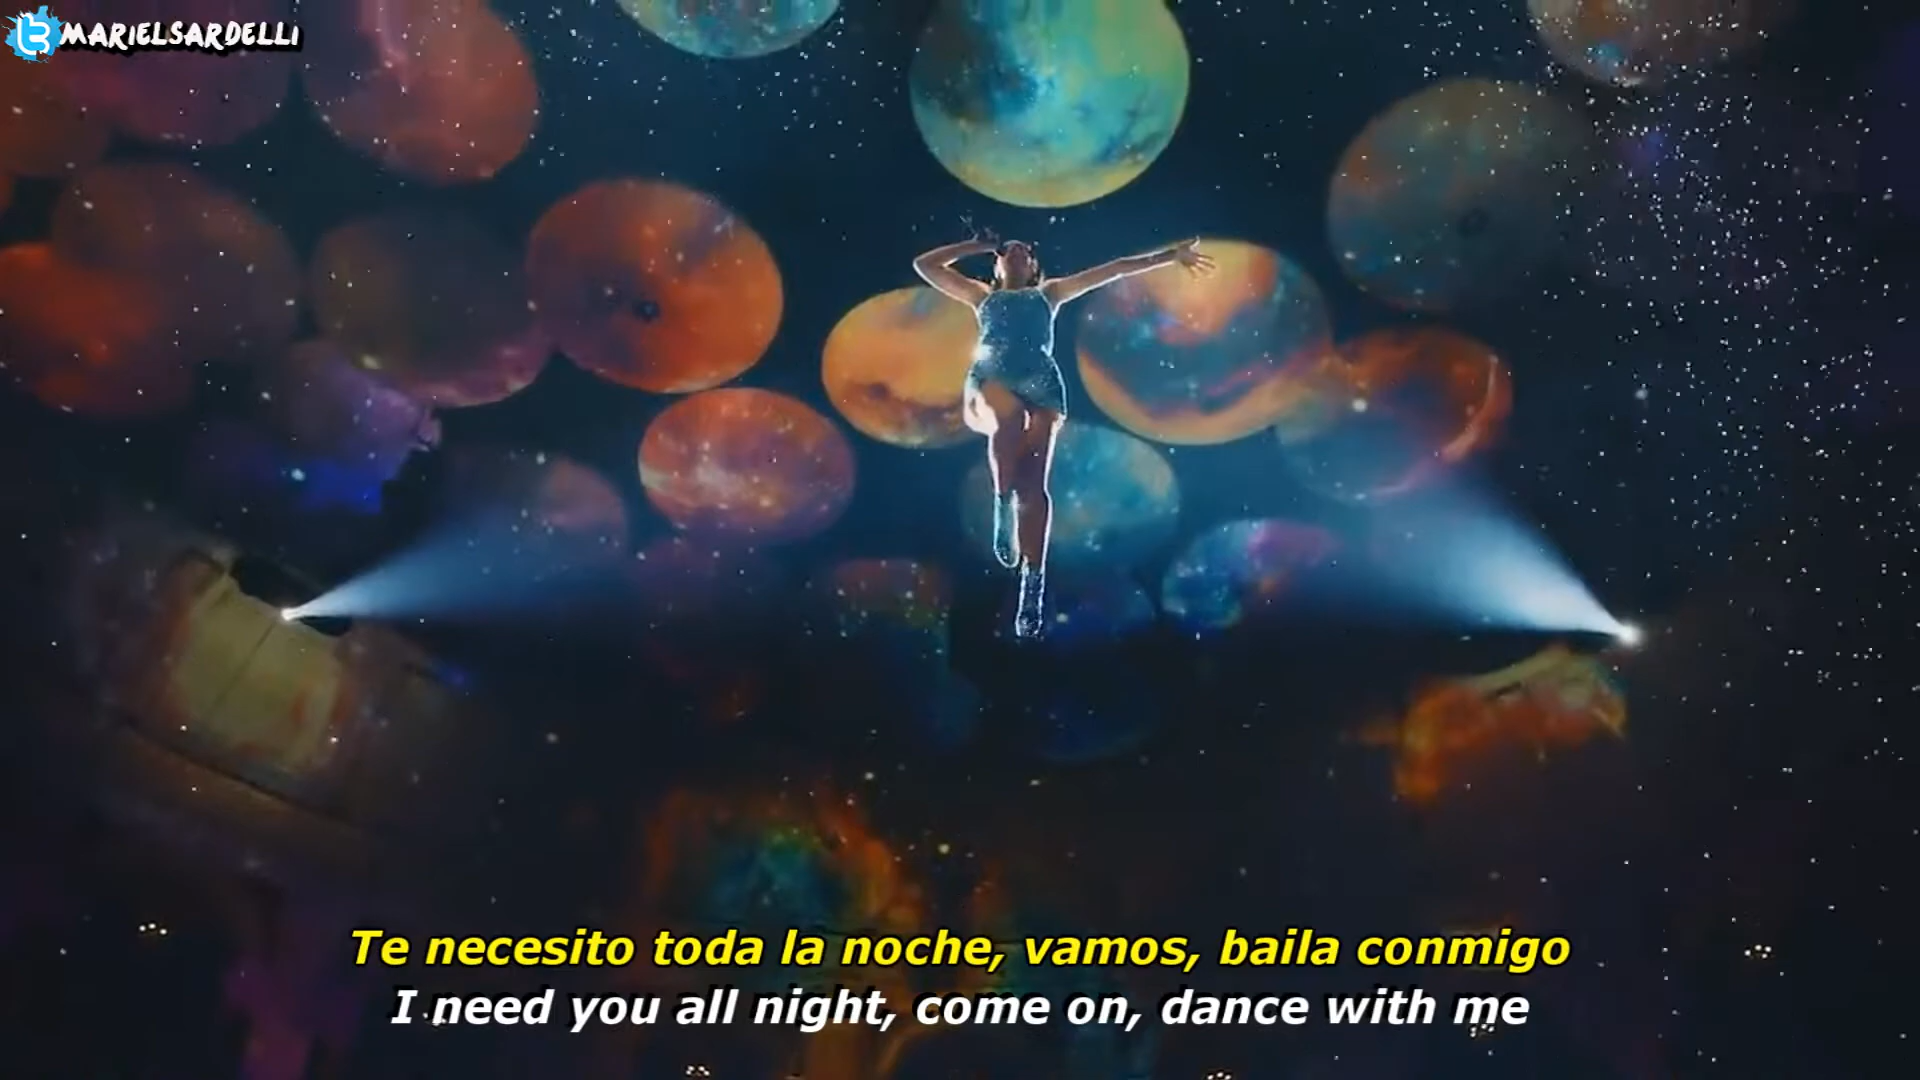 MARIELSARDELLI
Te necesito toda la noche, vamos, baila conmigo
I need you all night, come on, dance with me